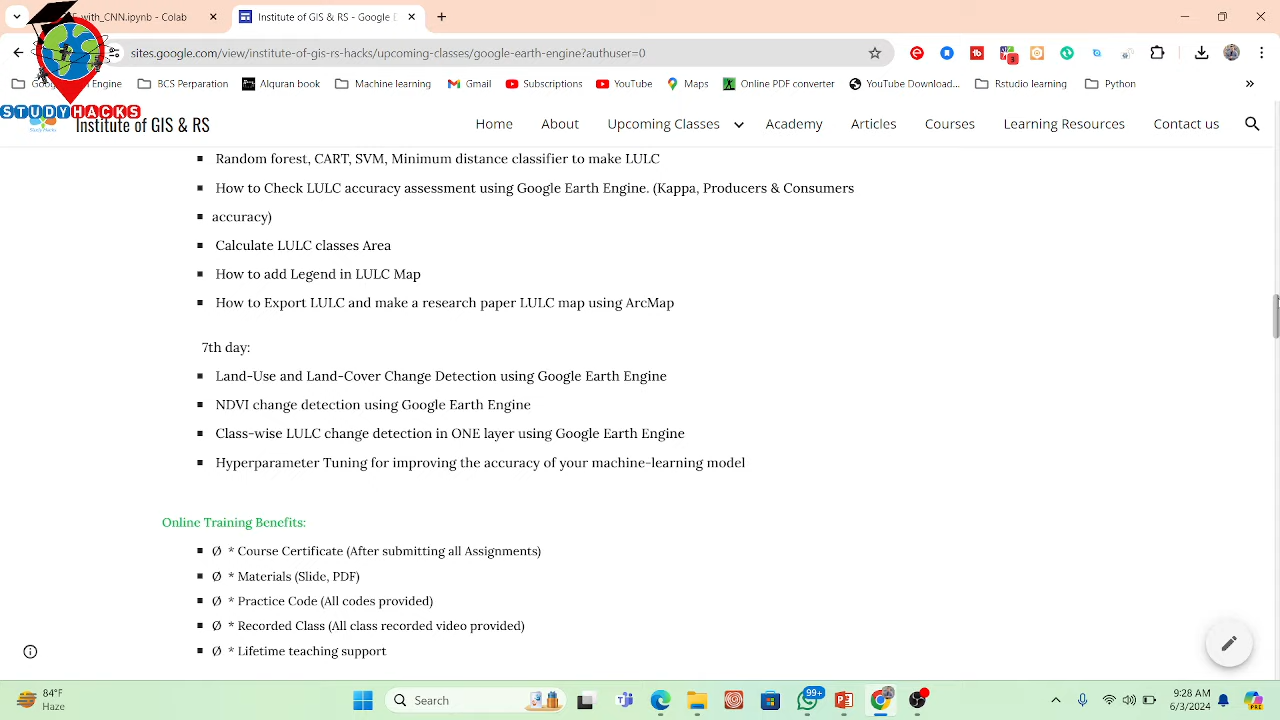 with_CNN.ipynb - Colab
Institute of GIS & RS - Google D
sites.google.com/view/institute-of-gis-rs-hacks/upcoming-classes/google-earth-engine?authuser=0
3
BCS Perparation
Alquran book
Machine learning
Gmail
Subscriptions
YouTube
Maps
Online PDF converter
YouTube Download...
Rstudio learning
Python
STUDYHACKS
Institute of GIS & RS
Home
About
Upcoming Classes
Academy
Articles
Courses
Learning Resources
Contact us
Random forest, CART, SVM, Minimum distance classifier to make LULC
How to Check LULC accuracy assessment using Google Earth Engine. (Kappa, Producers & Consumers
accuracy)
Calculate LULC classes Area
How to add Legend in LULC Map
How to Export LULC and make a research paper LULC map using ArcMap
7th day:
Land-Use and Land-Cover Change Detection using Google Earth Engine
NDVI change detection using Google Earth Engine
Class-wise LULC change detection in ONE layer using Google Earth Engine
Hyperparameter Tuning for improving the accuracy of your machine-learning model
Online Training Benefits:
Ø * Course Certificate (After submitting all Assignments)
Ø * Materials (Slide, PDF)
Ø * Practice Code (All codes provided)
Ø * Recorded Class (All class recorded video provided)
Ø * Lifetime teaching support
84°F
Haze
Search
99+
9:28 AM
6/3/2024